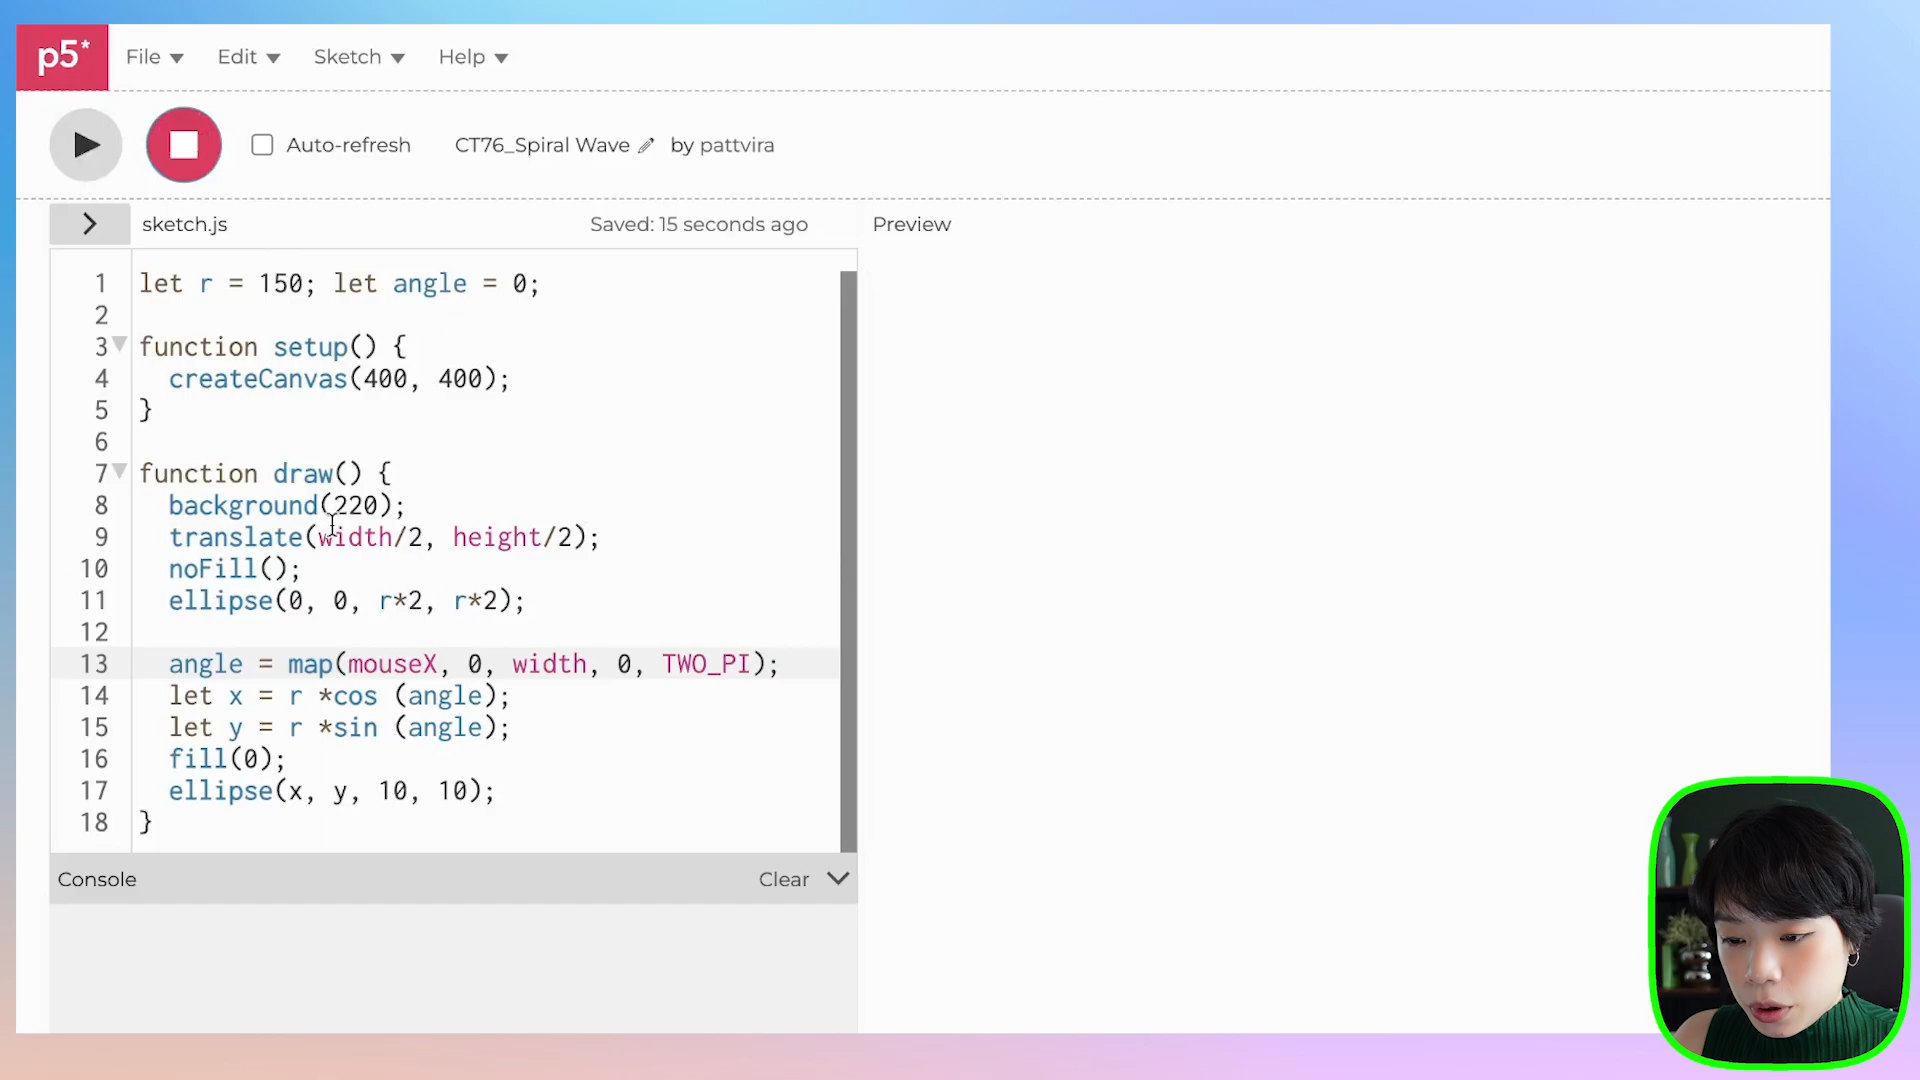 p5* File Edit Sketch Help
Auto-refresh CT76_Spiral Wave by pattvira
sketch.js Saved: 15 seconds ago Preview
1 let r = 150; let angle = 0;
2
3 function setup() {
4 createCanvas(400, 400);
5 }
6
7 function draw() {
8 background(220);
9 translate(width/2, height/2);
10 noFill();
11 ellipse(0, 0, r*2, r*2);
12
13 angle = map(mouseX, 0, width, 0, TWO_PI);
14 let x = r *cos (angle);
15 let y = r *sin (angle);
16 fill(0);
17 ellipse(x, y, 10, 10);
18 }
Console Clear